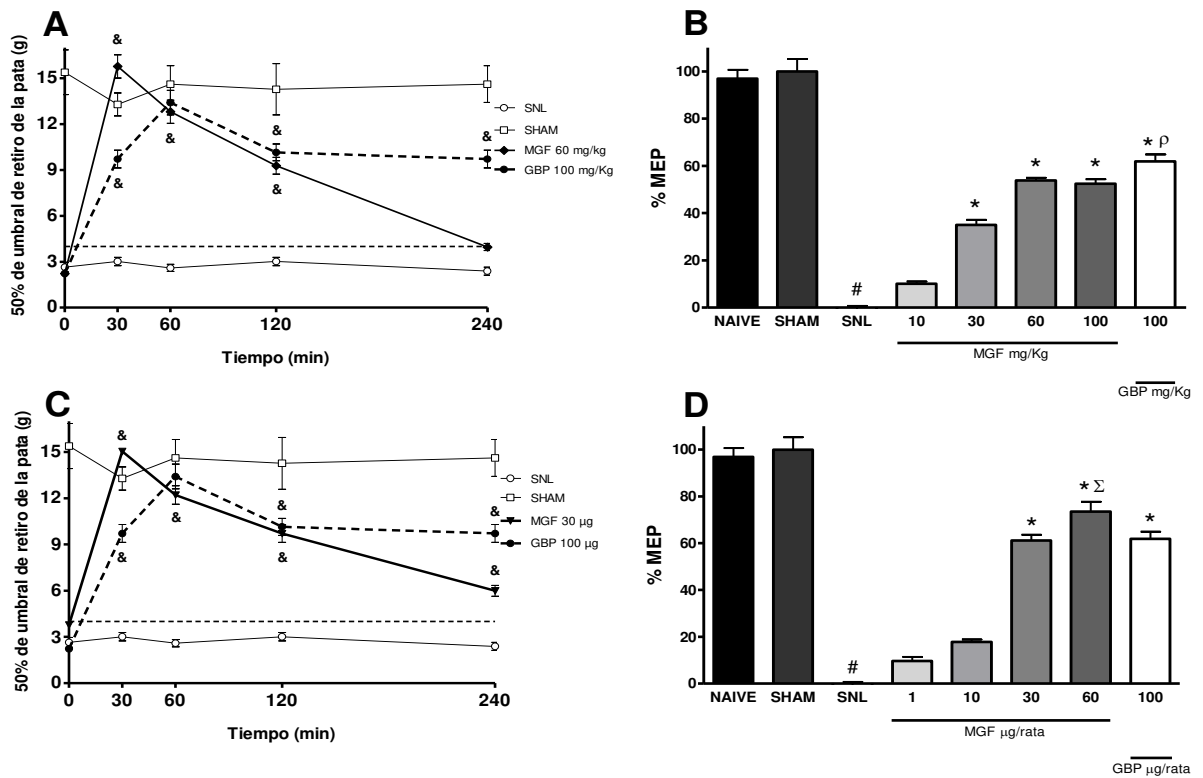 A
50% de umbral de retiro de la pata (g)
15
12
9
6
3
0
& & & & & &
0 30 60 120 240
Tiempo (min)
SNL
SHAM
MGF 60 mg/kg
GBP 100 mg/Kg
B
% MEP
100
80
60
40
20
0
# * * * * ρ
NAIVE SHAM SNL 10 30 60 100 100
MGF mg/Kg
GBP mg/Kg
C
50% de umbral de retiro de la pata (g)
15
12
9
6
3
0
& & & & & & &
0 30 60 120 240
Tiempo (min)
SNL
SHAM
MGF 30 µg
GBP 100 µg
D
% MEP
100
80
60
40
20
0
# * * Σ *
NAIVE SHAM SNL 1 10 30 60 100
MGF µg/rata
GBP µg/rata